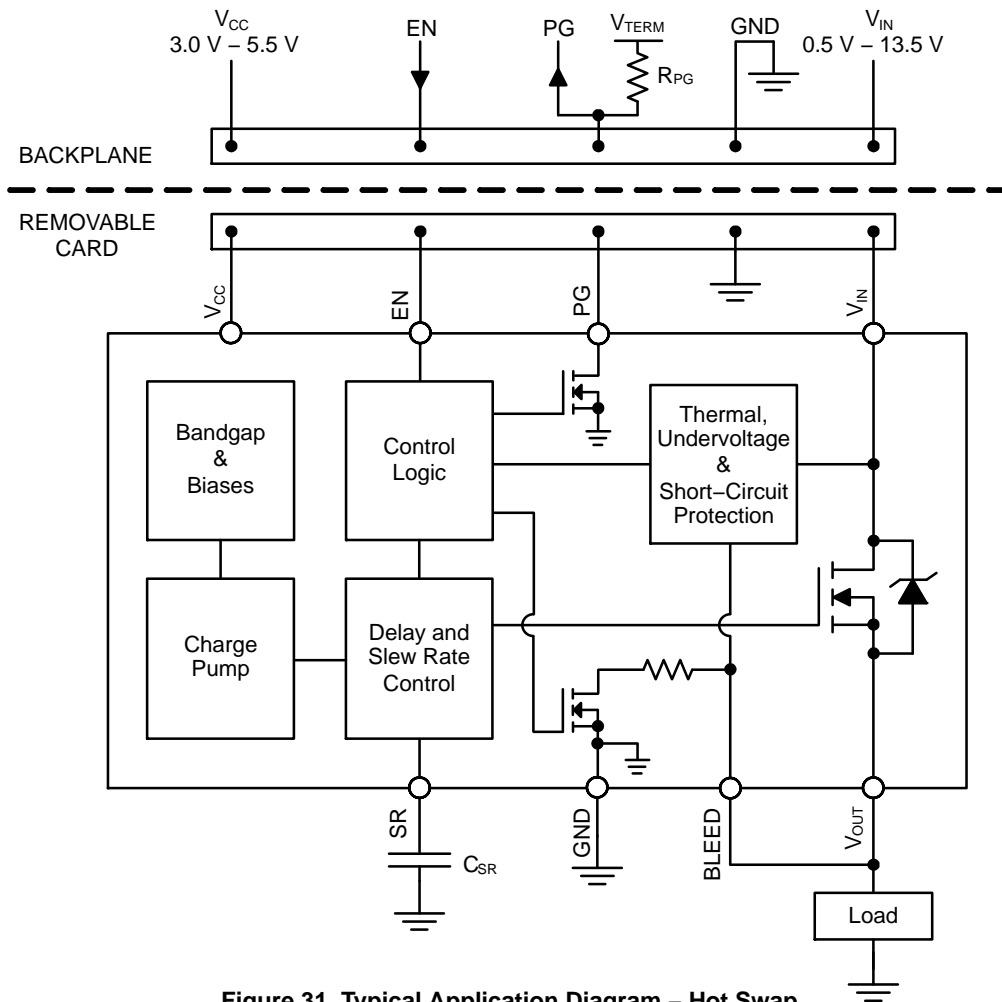 VCC
3.0 V – 5.5 V
EN
PG
VTERM
RPG
GND
VIN
0.5 V – 13.5 V
BACKPLANE
REMOVABLE
CARD
VCC
EN
PG
VIN
Bandgap
&
Biases
Control
Logic
Thermal,
Undervoltage
&
Short–Circuit
Protection
Charge
Pump
Delay and
Slew Rate
Control
SR
GND
BLEED
VOUT
CSR
Load
Figure 31. Typical Application Diagram – Hot Swap